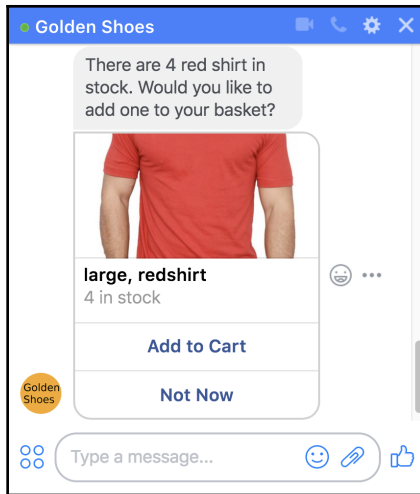 Golden Shoes
There are 4 red shirt in
stock. Would you like to
add one to your basket?
large, redshirt
4 in stock
Add to Cart
Not Now
Golden
Shoes
Type a message...